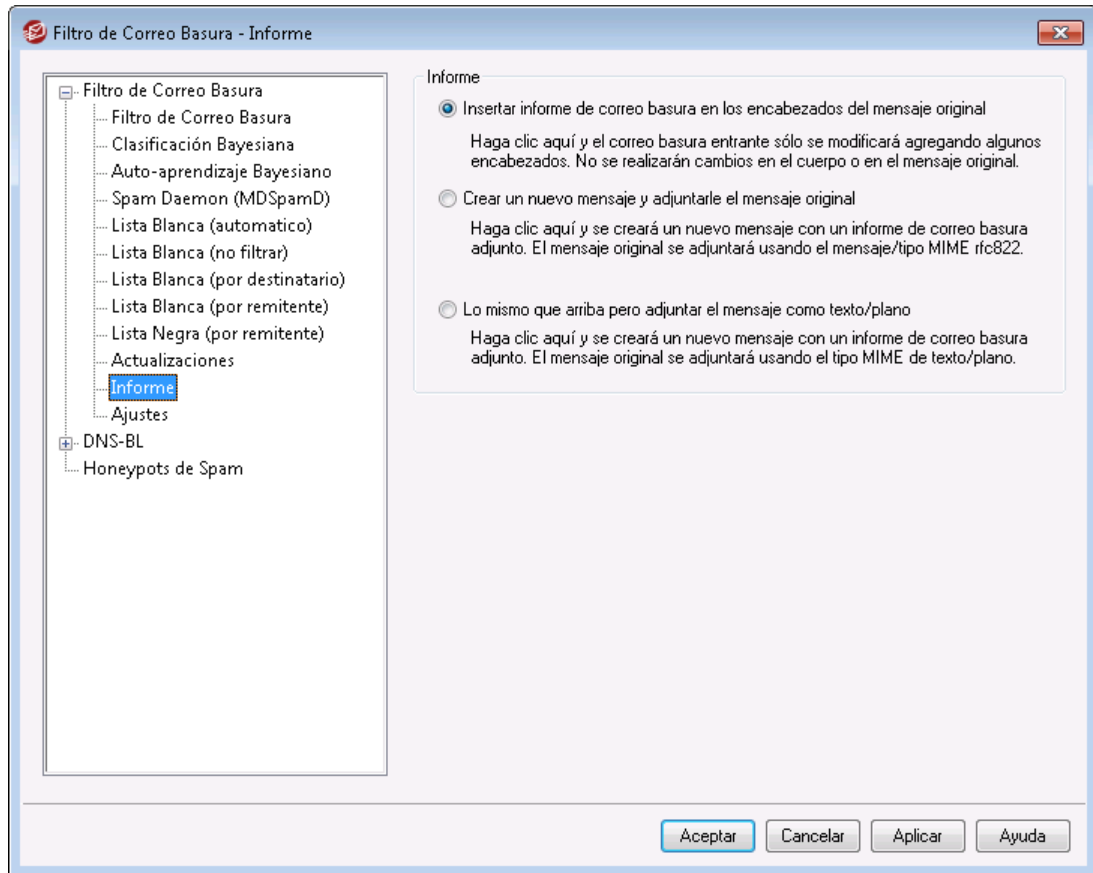 Filtro de Correo Basura - Informe
Filtro de Correo Basura
Filtro de Correo Basura
Clasificación Bayesiana
Auto-aprendizaje Bayesiano
Spam Daemon (MDSpamD)
Lista Blanca (automatico)
Lista Blanca (no filtrar)
Lista Blanca (por destinatario)
Lista Blanca (por remitente)
Lista Negra (por remitente)
Actualizaciones
Informe
Ajustes
DNS-BL
Honeypots de Spam
Informe
Insertar informe de correo basura en los encabezados del mensaje original
Haga clic aquí y el correo basura entrante sólo se modificará agregando algunos
encabezados. No se realizarán cambios en el cuerpo o en el mensaje original.
Crear un nuevo mensaje y adjuntarle el mensaje original
Haga clic aquí y se creará un nuevo mensaje con un informe de correo basura
adjunto. El mensaje original se adjuntará usando el mensaje/tipo MIME rfc822.
Lo mismo que arriba pero adjuntar el mensaje como texto/plano
Haga clic aquí y se creará un nuevo mensaje con un informe de correo basura
adjunto. El mensaje original se adjuntará usando el tipo MIME de texto/plano.
Aceptar
Cancelar
Aplicar
Ayuda